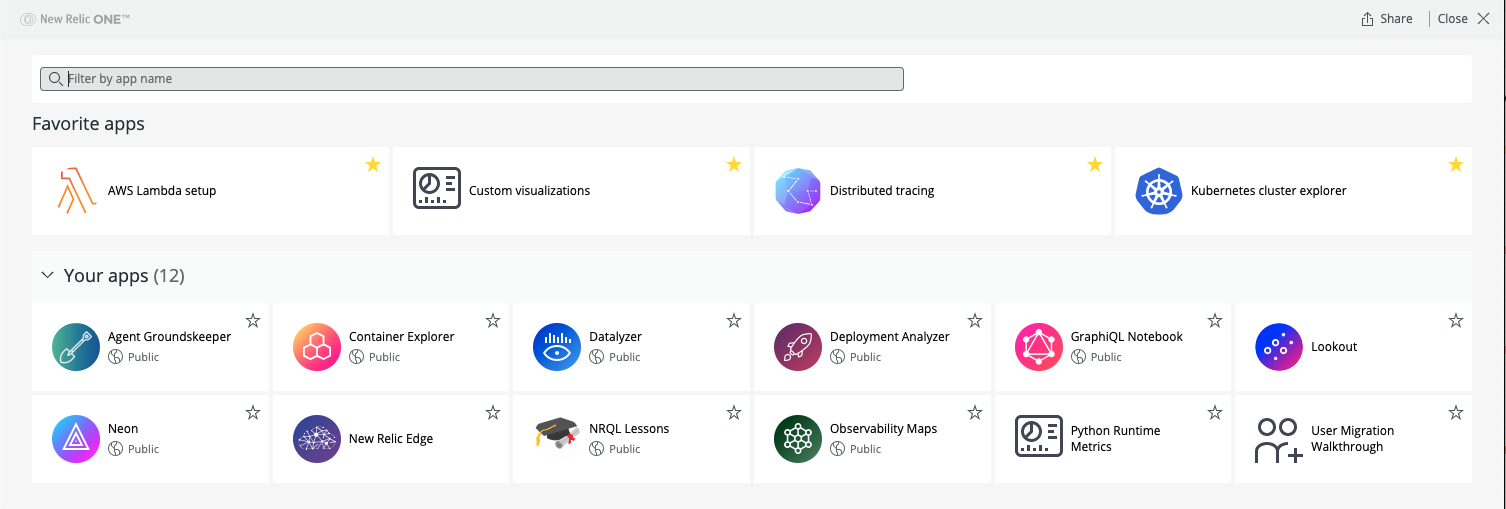 New Relic ONE™
Share
Close
Filter by app name
Favorite apps
AWS Lambda setup
Custom visualizations
Distributed tracing
Kubernetes cluster explorer
Your apps (12)
Agent Groundskeeper
Public
Container Explorer
Public
Datalyzer
Public
Deployment Analyzer
Public
GraphiQL Notebook
Public
Lookout
Neon
Public
New Relic Edge
NRQL Lessons
Public
Observability Maps
Public
Python Runtime
Metrics
User Migration
Walkthrough